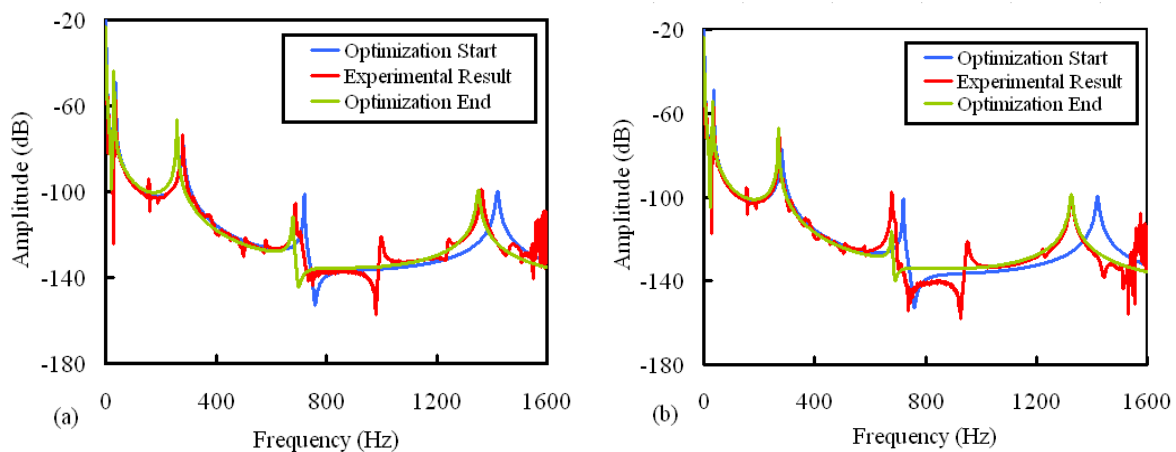 -20
-60
-100
-140
-180
Amplitude (dB)
Optimization Start
Experimental Result
Optimization End
0
400
800
1200
1600
Frequency (Hz)
(a)
-20
-60
-100
-140
-180
Amplitude (dB)
Optimization Start
Experimental Result
Optimization End
0
400
800
1200
1600
Frequency (Hz)
(b)